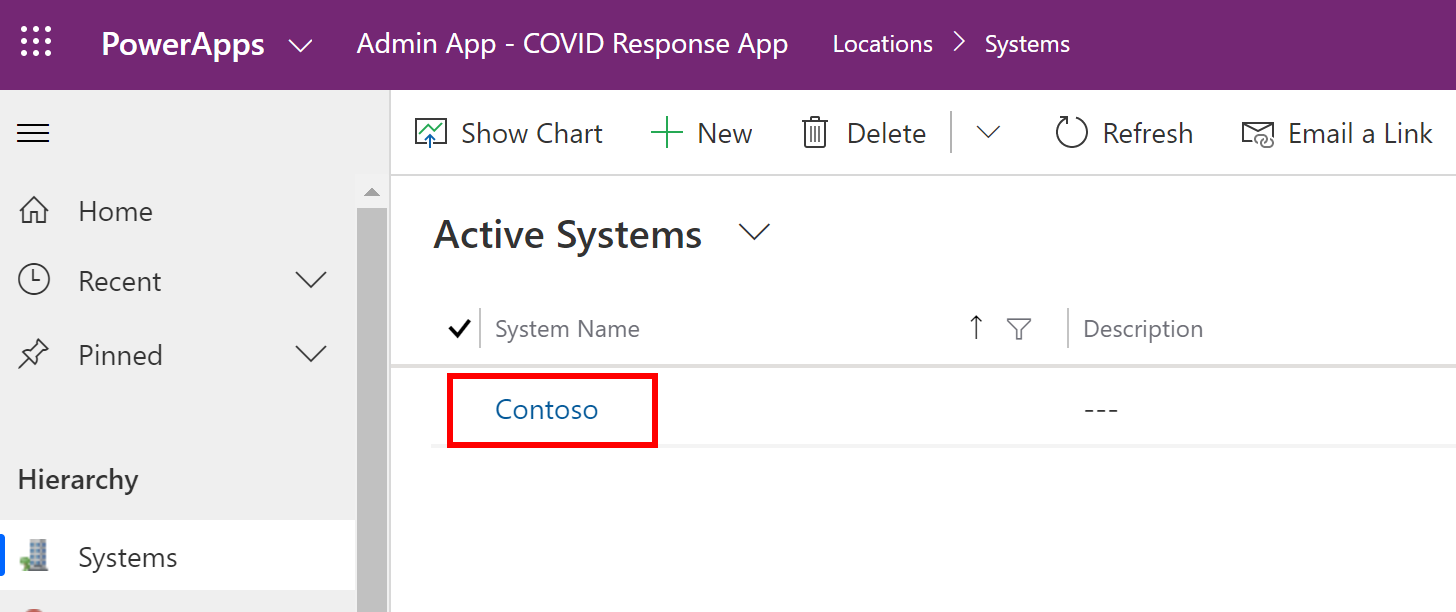 PowerApps Admin App - COVID Response App Locations Systems
Show Chart New Delete Refresh Email a Link
Home
Recent
Pinned
Hierarchy
Systems
Active Systems
System Name Description
Contoso ---